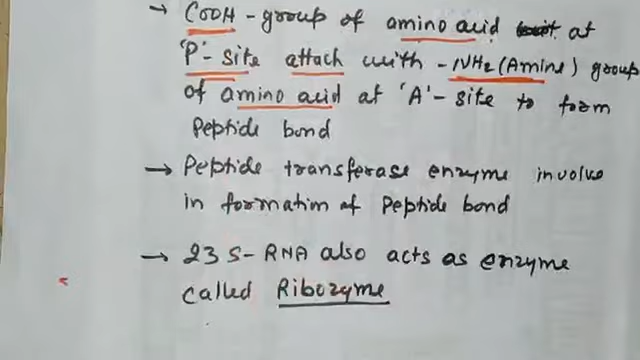 → COOH - group of amino acid at
'P'- site attach with - NH2 (Amine) group
of amino acid at 'A' - site to form
Peptide bond
→ Peptide transferase enzyme involve
in formation of Peptide bond
→ 23 S - RNA also acts as enzyme
called Ribozyme